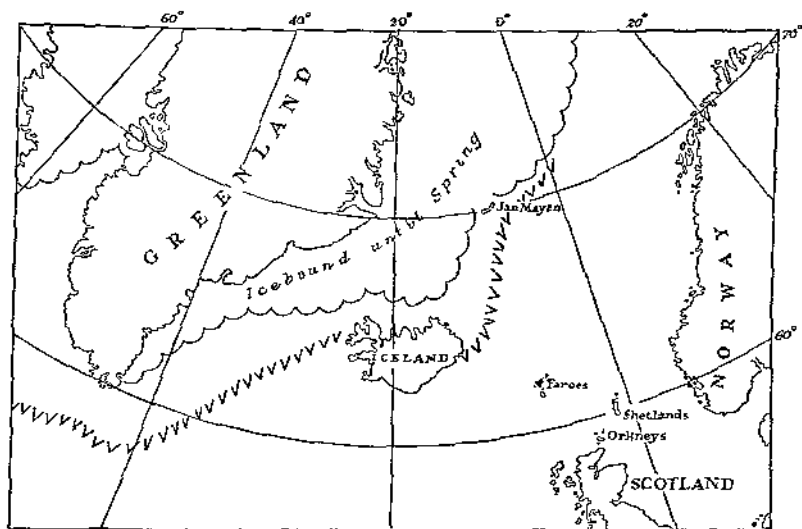 60°
40°
20°
0°
20°
70°
GREENLAND
Icebound until Spring
Jan Mayen
NORWAY
60°
ICELAND
Faroes
Shetlands
Orkneys
SCOTLAND